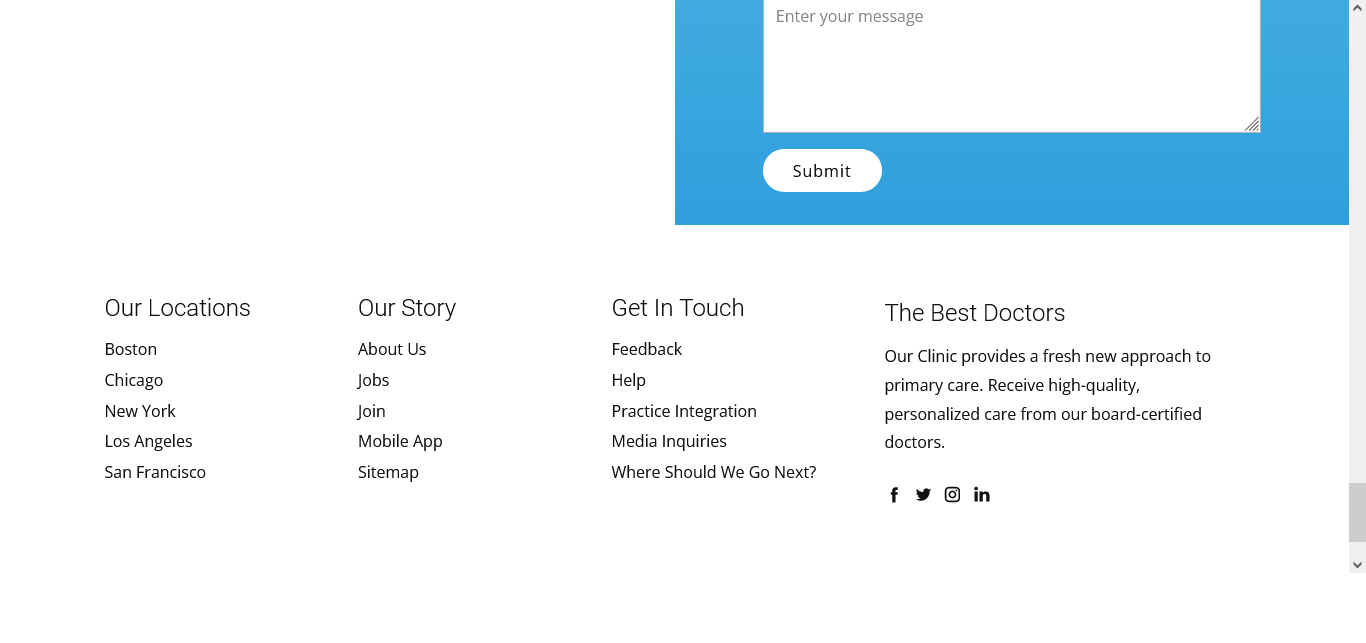 Enter your message
Submit
Our Locations
Boston
Chicago
New York
Los Angeles
San Francisco
Our Story
About Us
Jobs
Join
Mobile App
Sitemap
Get In Touch
Feedback
Help
Practice Integration
Media Inquiries
Where Should We Go Next?
The Best Doctors
Our Clinic provides a fresh new approach to
primary care. Receive high-quality,
personalized care from our board-certified
doctors.